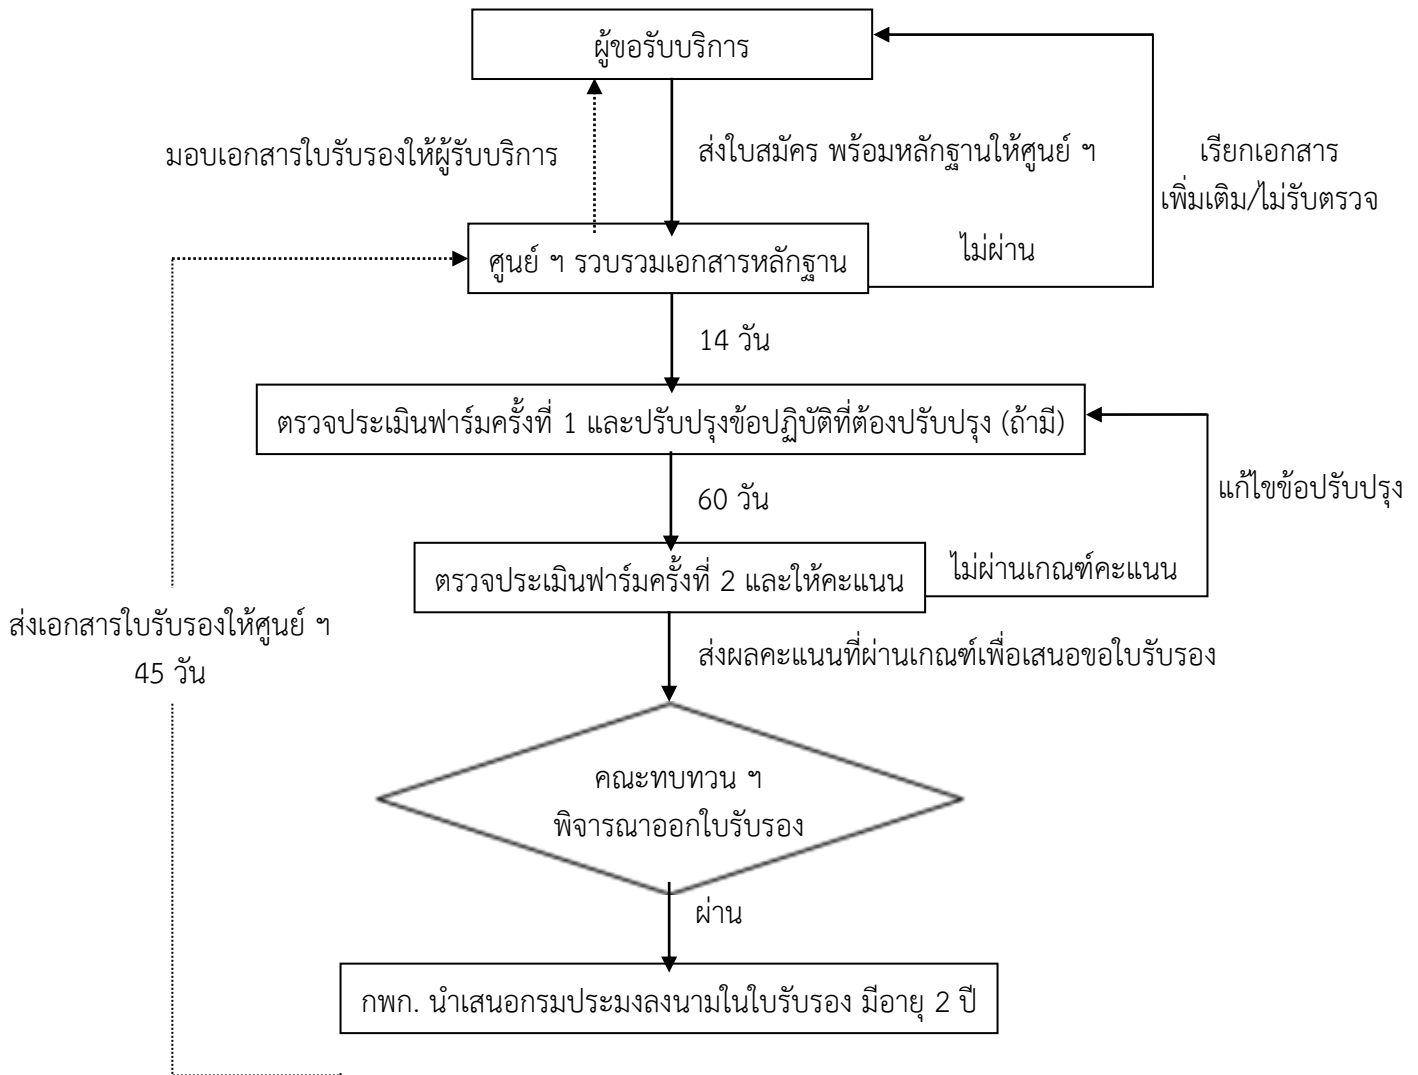 ผู้ขอรับบริการ
มอบเอกสารใบรับรองให้ผู้รับบริการ
ส่งใบสมัคร พร้อมหลักฐานให้ศูนย์ ฯ
เรียกเอกสาร
เพิ่มเติม/ไม่รับตรวจ
ศูนย์ ฯ รวบรวมเอกสารหลักฐาน
ไม่ผ่าน
14 วัน
ตรวจประเมินฟาร์มครั้งที่ 1 และปรับปรุงข้อปฏิบัติที่ต้องปรับปรุง (ถ้ามี)
60 วัน
แก้ไขข้อปรับปรุง
ตรวจประเมินฟาร์มครั้งที่ 2 และให้คะแนน
ไม่ผ่านเกณฑ์คะแนน
ส่งเอกสารใบรับรองให้ศูนย์ ฯ
45 วัน
ส่งผลคะแนนที่ผ่านเกณฑ์เพื่อเสนอขอใบรับรอง
คณะทบทวน ฯ
พิจารณาออกใบรับรอง
ผ่าน
กพก. นำเสนอกรมประมงลงนามในใบรับรอง มีอายุ 2 ปี